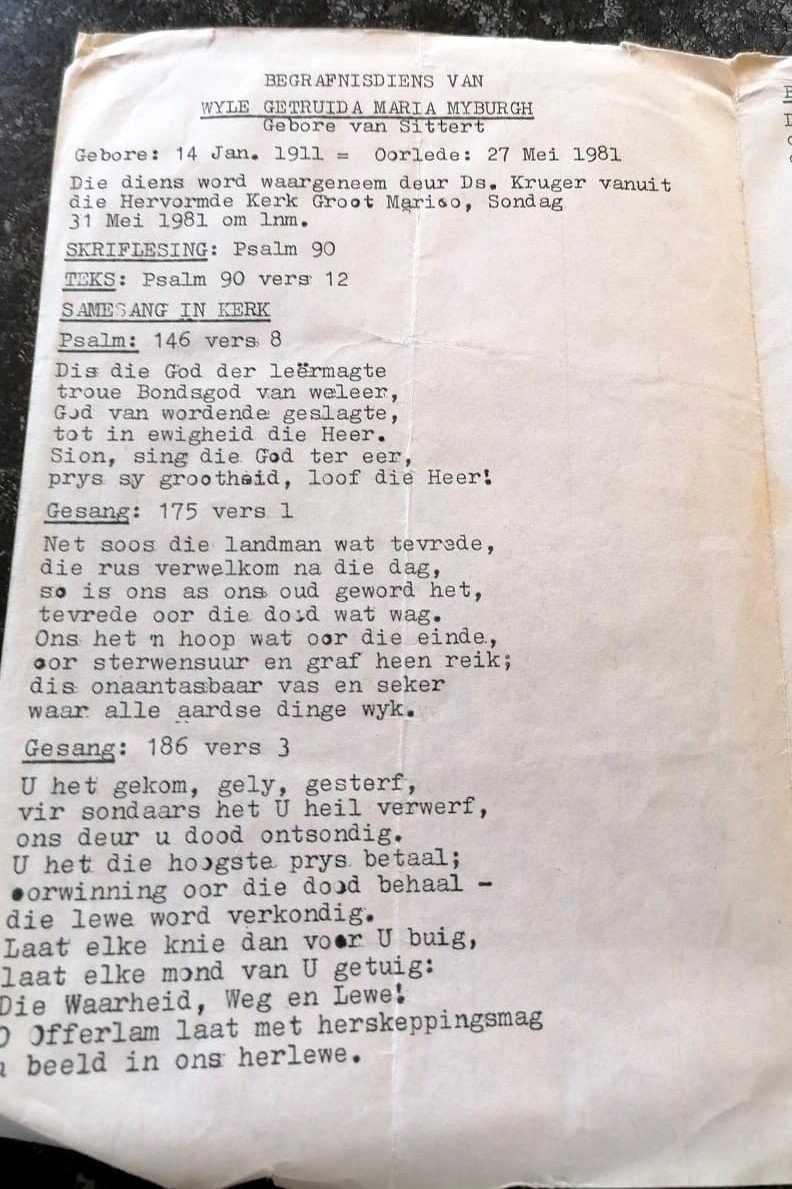 BEGRAFNISDIENS VAN
WYLE GETRUIDA MARIA MYBURGH
Gebore van Sittert
Gebore: 14 Jan. 1911 = Oorlede: 27 Mei 1981
Die diens word waargeneem deur Ds. Kruger vanuit
die Hervormde Kerk Groot Mariso, Sondag
31 Mei 1981 om 1nm.
SKRIFLESING: Psalm 90
TEKS: Psalm 90 vers 12
SAMESANG IN KERK
Psalm: 146 vers 8
Dis die God der leërmagte
troue Bondsgod van weleer,
God van wordende geslagte,
tot in ewigheid die Heer.
Sion, sing die God ter eer,
prys sy grootheid, loof die Heer!
Gesang: 175 vers 1
Net soos die landman wat tevrede,
die rus verwelkom na die dag,
so is ons as ons oud geword het,
tevrede oor die dood wat wag.
Ons het 'n hoop wat oor die einde,
oor sterwensuur en graf heen reik;
dis onaantasbaar vas en seker
waar alle aardse dinge wyk.
Gesang: 186 vers 3
U het gekom, gely, gesterf,
vir sondaars het U heil verwerf,
ons deur u dood ontsondig.
U het die hoogste prys betaal;
oorwinning oor die dood behaal -
die lewe word verkondig.
Laat elke knie dan voor U buig,
laat elke mond van U getuig:
Die Waarheid, Weg en Lewe!
O Offerlam laat met herskeppingsmag
u beeld in ons herlewe.